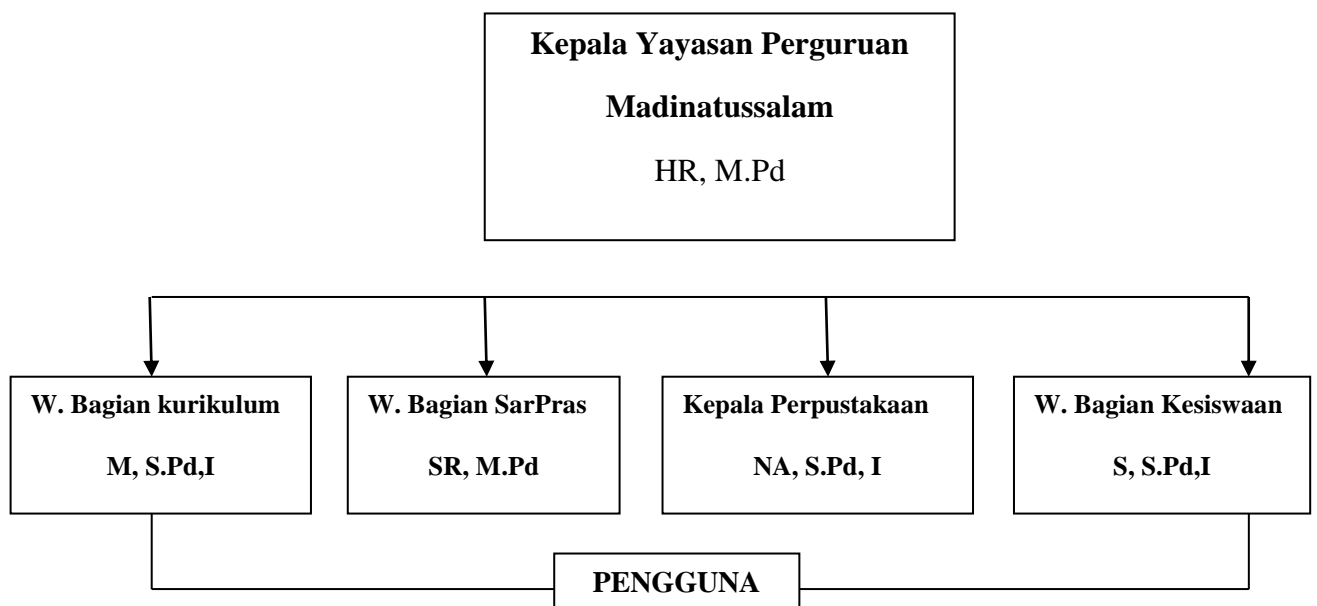 Kepala Yayasan Perguruan
Madinatussalam
HR, M.Pd
W. Bagian kurikulum
M, S.Pd,I
W. Bagian SarPras
SR, M.Pd
Kepala Perpustakaan
NA, S.Pd, I
W. Bagian Kesiswaan
S, S.Pd,I
PENGGUNA